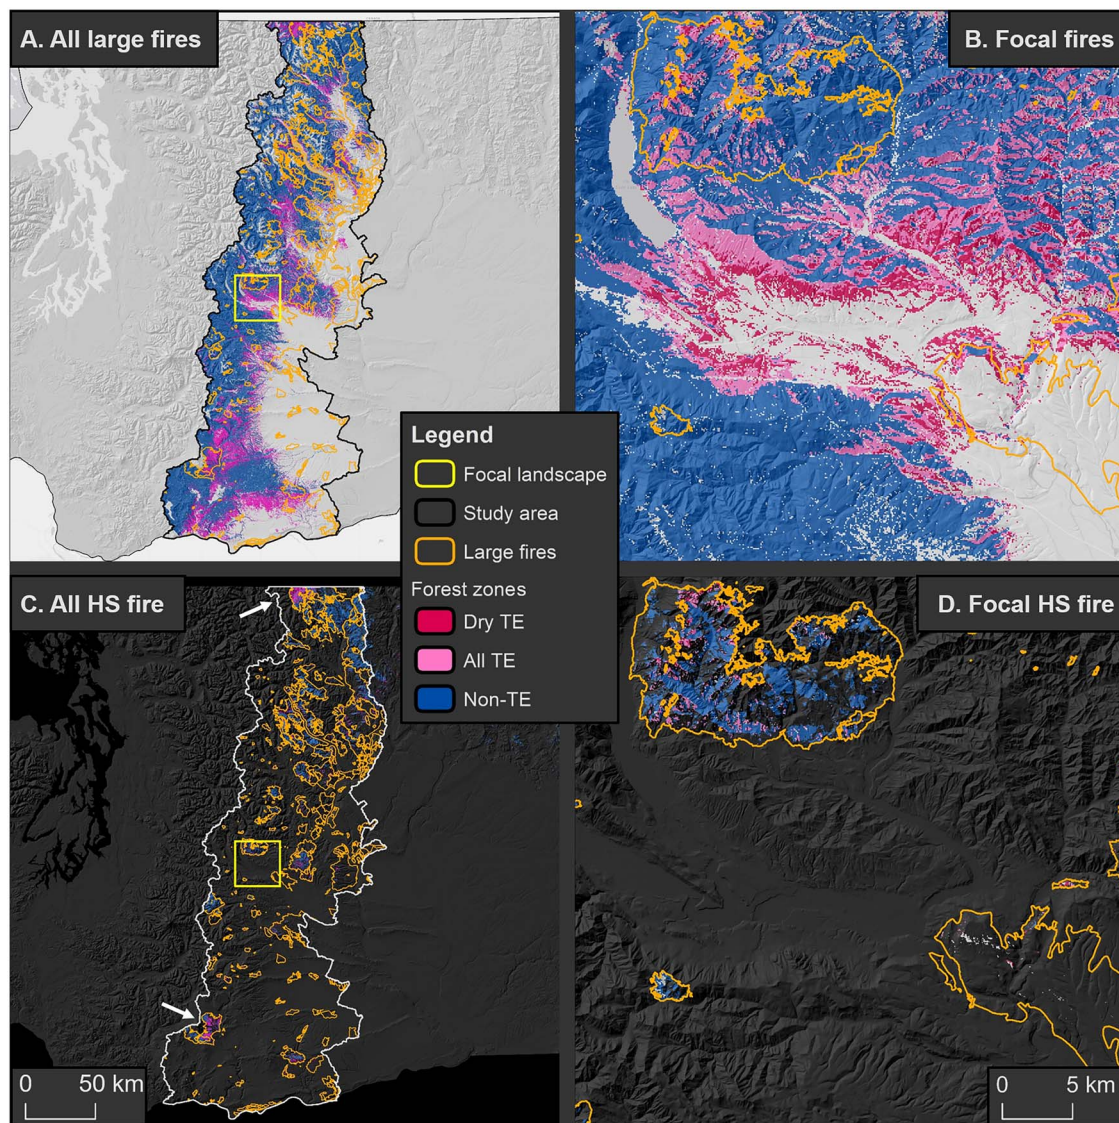 A. All large fires
B. Focal fires
Legend
Focal landscape
Study area
Large fires
Forest zones
Dry TE
All TE
Non-TE
C. All HS fire
D. Focal HS fire
0 50 km
0 5 km